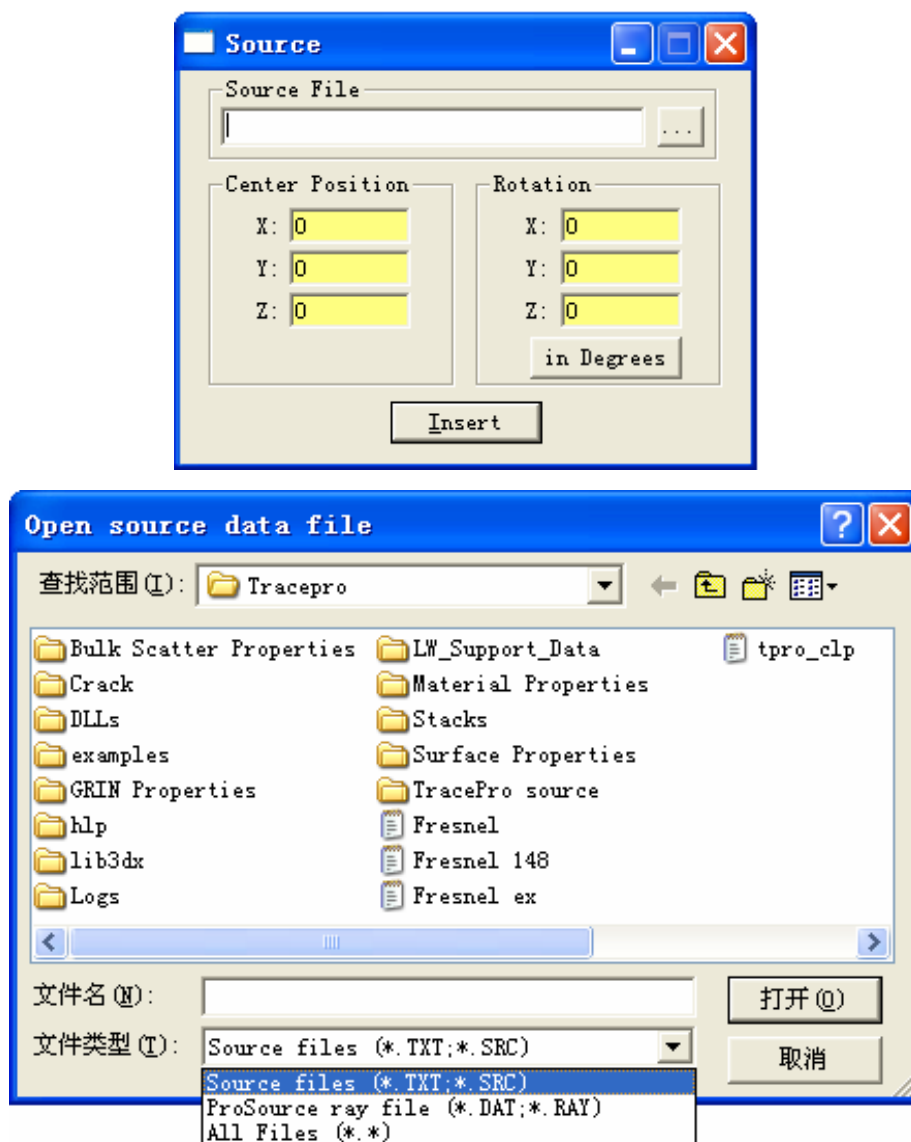 Source
Source File
...
Center Position
Rotation
X: 0
X: 0
Y: 0
Y: 0
Z: 0
Z: 0
in Degrees
Insert
Open source data file
查找范围(I):
Tracepro
Bulk Scatter Properties
LW_Support_Data
tpro_clp
Crack
Material Properties
DLLs
Stacks
examples
Surface Properties
GRIN Properties
TracePro source
hlp
Fresnel
lib3dx
Fresnel 148
Logs
Fresnel ex
文件名(N):
打开(O)
文件类型(T):
Source files (*.TXT;*.SRC)
取消
Source files (*.TXT;*.SRC)
ProSource ray file (*.DAT;*.RAY)
All Files (*.*)